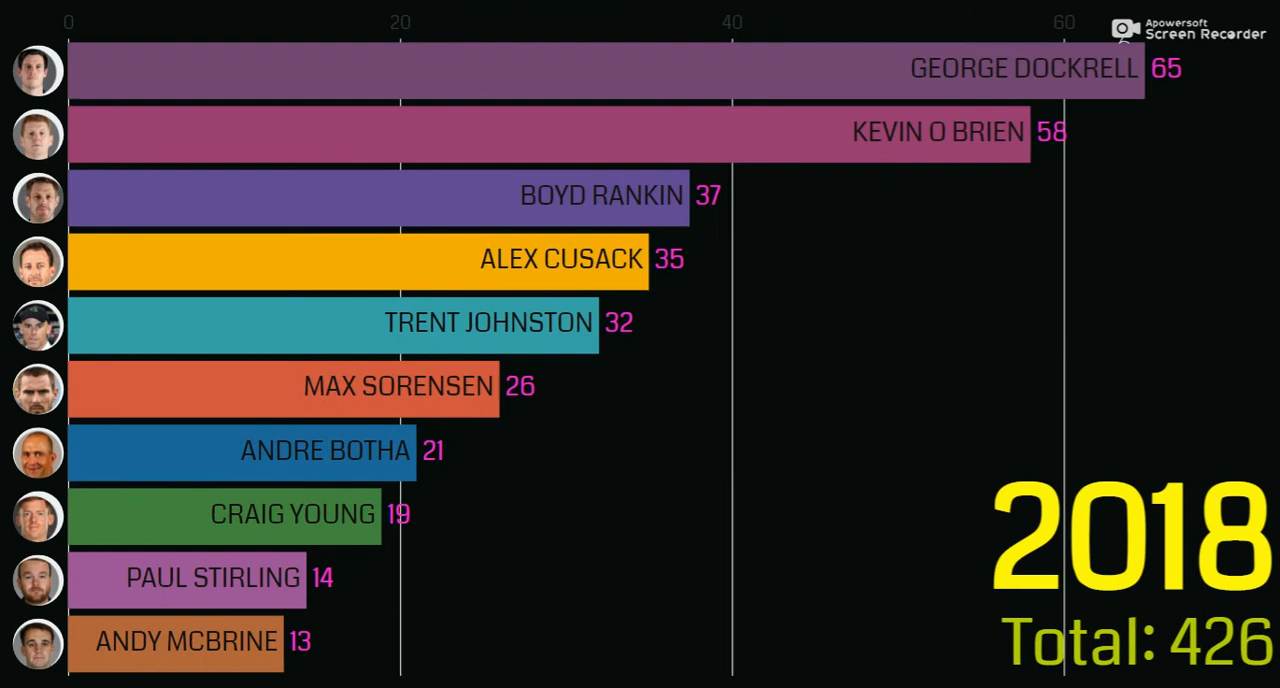 0 20 40 60
Apowersoft
Screen Recorder
GEORGE DOCKRELL 65
KEVIN O BRIEN 58
BOYD RANKIN 37
ALEX CUSACK 35
TRENT JOHNSTON 32
MAX SORENSEN 26
ANDRE BOTHA 21
CRAIG YOUNG 19
PAUL STIRLING 14
ANDY MCBRINE 13
2018
Total: 426